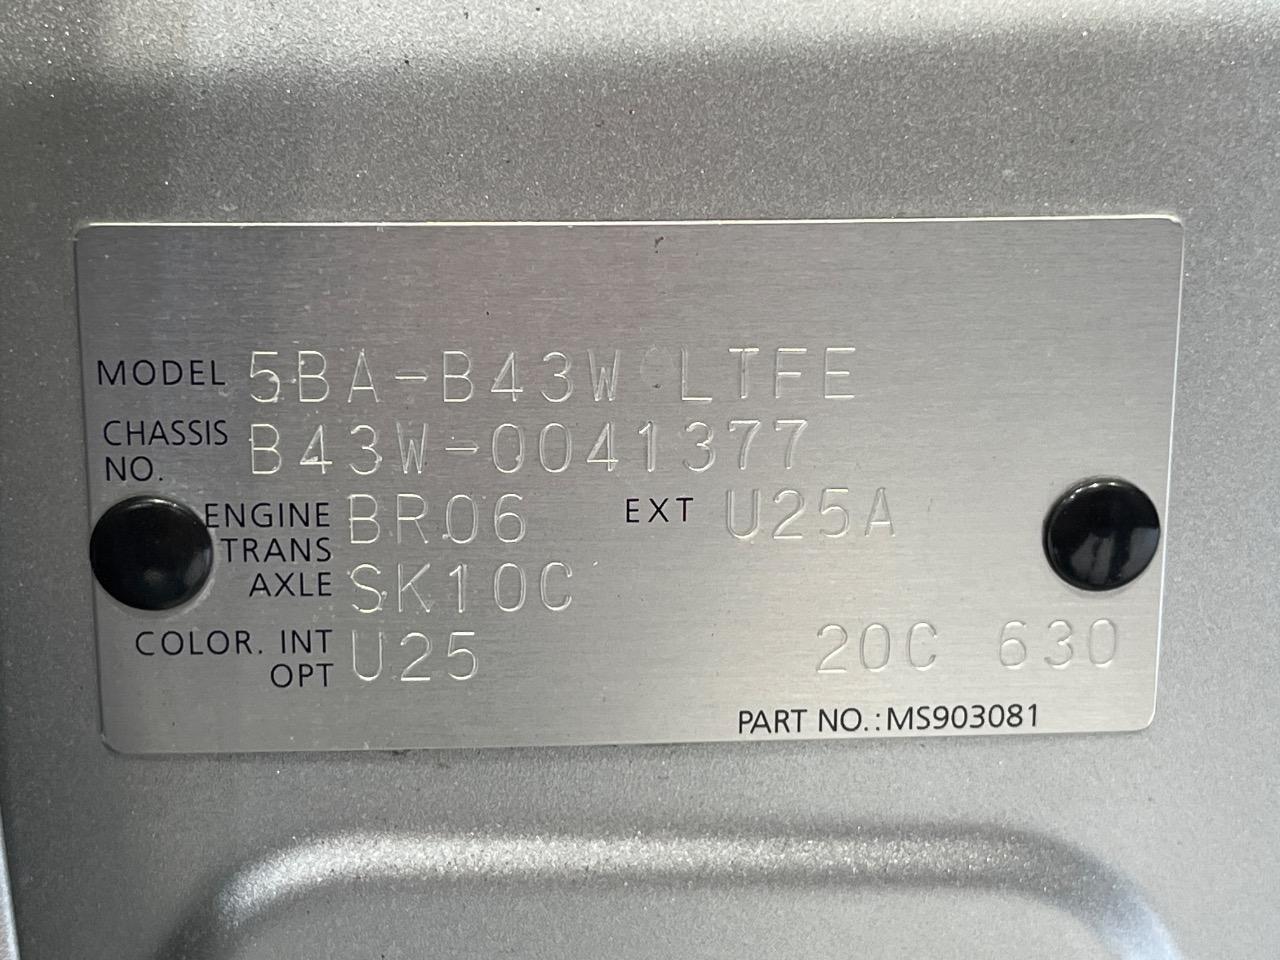 MODEL 5BA-B43W LTFE
CHASSIS NO. B43W-0041377
ENGINE BR06 EXT U25A
TRANS AXLE SK10C
COLOR. INT OPT U25 20C 630
PART NO.:MS903081